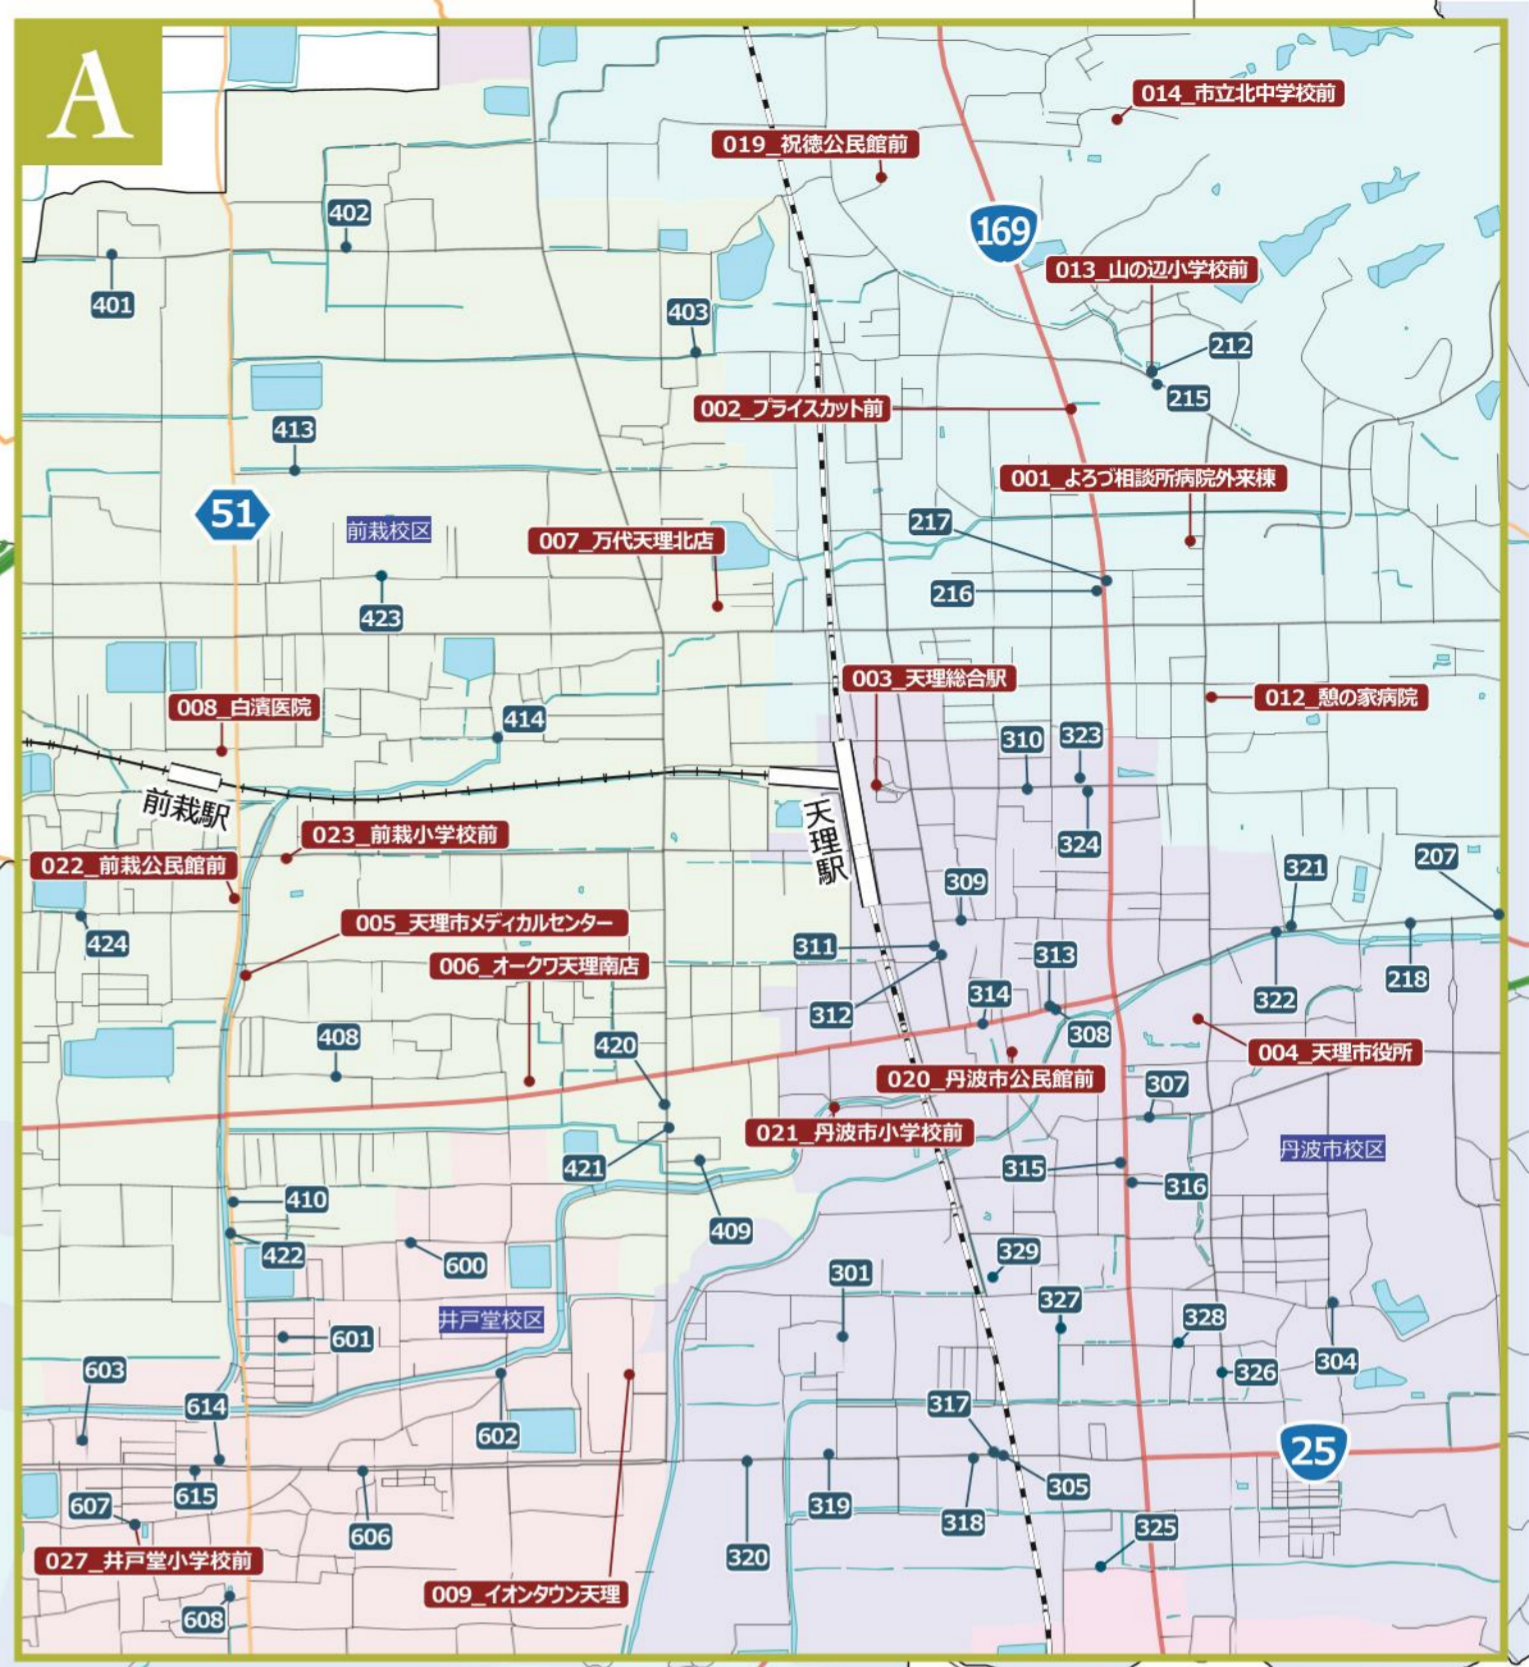 A
014_市立北中学校前
019_祝徳公民館前
402
169
013_山の辺小学校前
401
403
212
215
002_プライスカット前
413
001_よろづ相談所病院外来棟
51
前栽校区
217
007_万代天理北店
216
423
003_天理総合駅
012_憩の家病院
008_白濱医院
414
310
323
前栽駅
天理駅
023_前栽小学校前
324
022_前栽公民館前
321
207
309
005_天理市メディカルセンター
424
311
313
006_オークワ天理南店
218
314
322
312
408
420
308
004_天理市役所
020_丹波市公民館前
307
021_丹波市小学校前
丹波市校区
421
315
316
410
409
422
600
329
301
327
井戸堂校区
328
601
603
304
326
614
317
602
25
615
305
607
319
318
606
325
320
027_井戸堂小学校前
009_イオンタウン天理
608